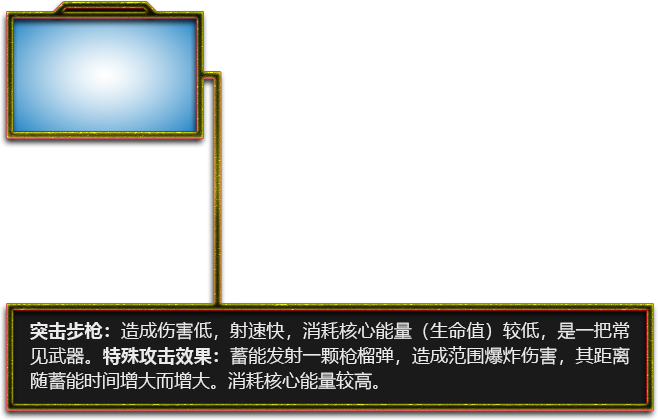 突击步枪：造成伤害低，射速快，消耗核心能量（生命值）较低，是一把常
见武器。特殊攻击效果：蓄能发射一颗枪榴弹，造成范围爆炸伤害，其距离
随蓄能时间增大而增大。消耗核心能量较高。